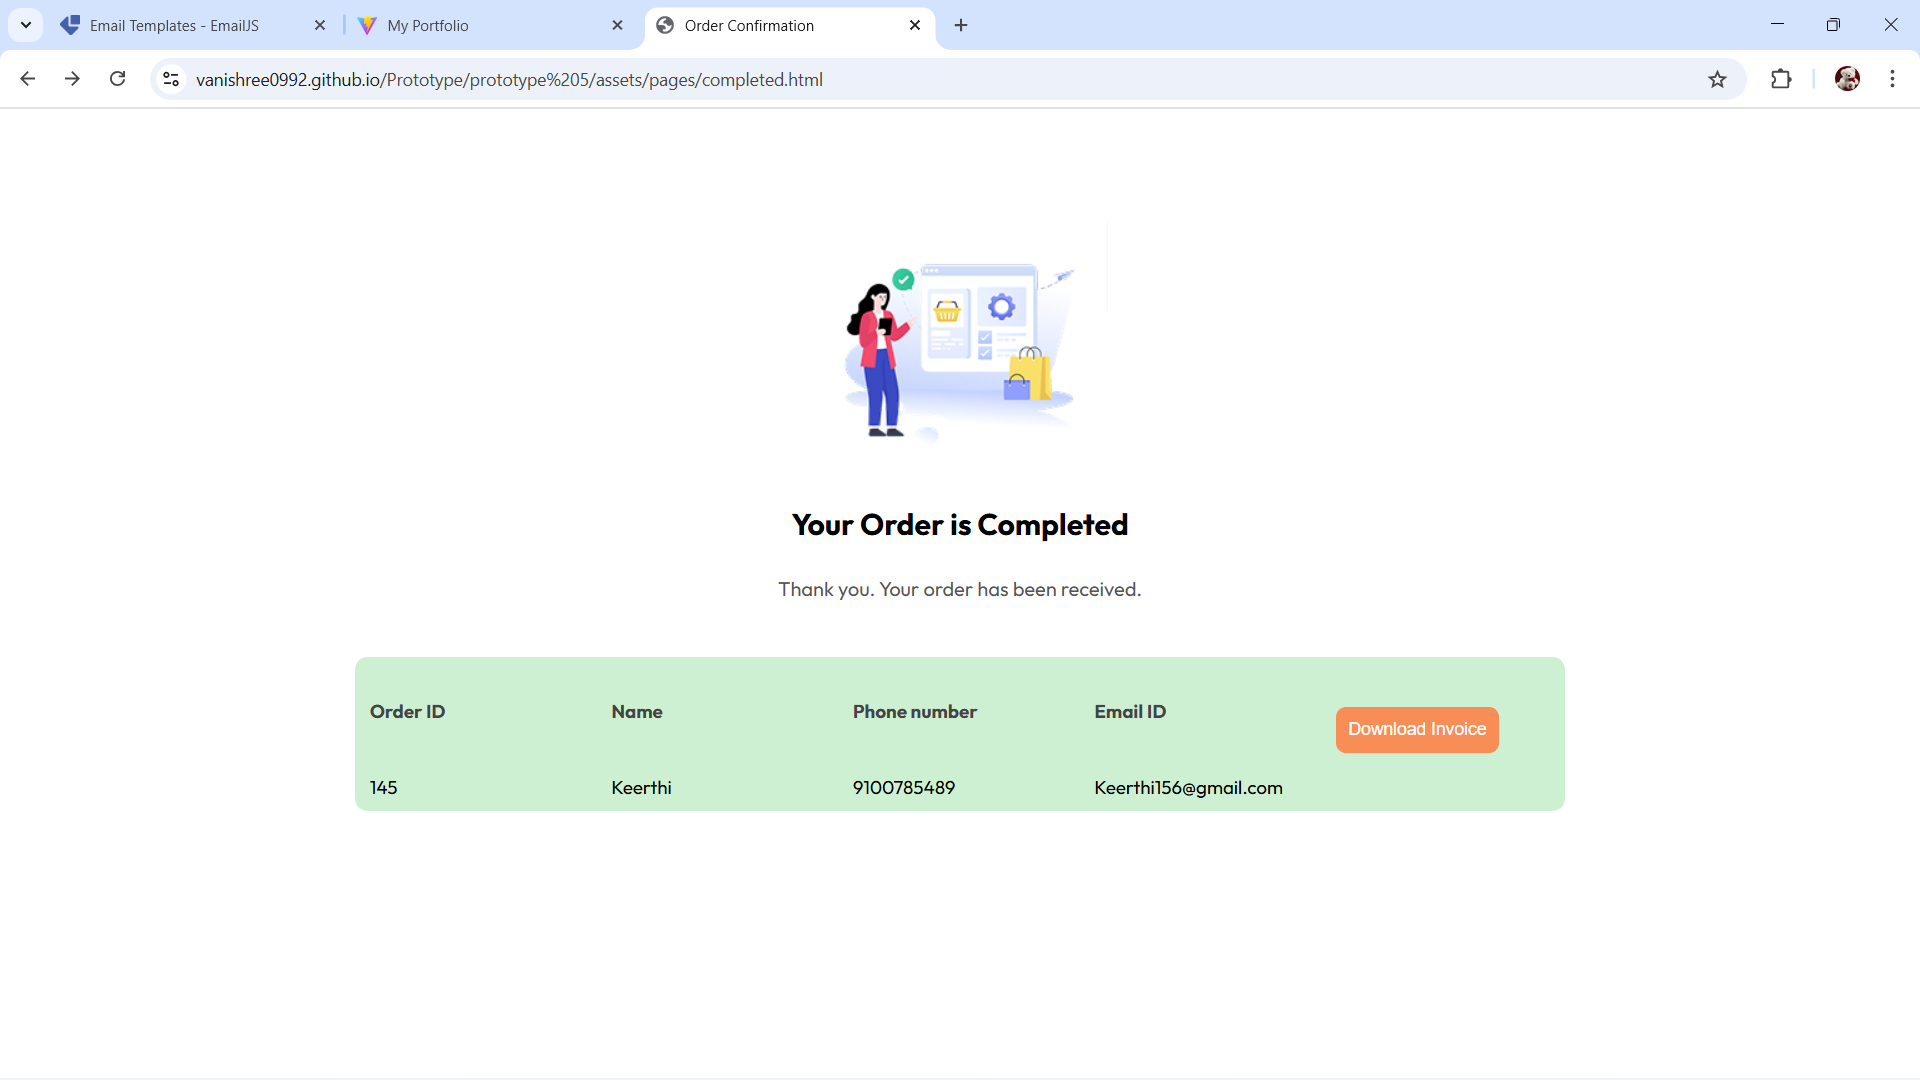 Email Templates - EmailJS
My Portfolio
Order Confirmation
vanishree0992.github.io/Prototype/prototype%205/assets/pages/completed.html
Your Order is Completed
Thank you. Your order has been received.
Order ID Name Phone number Email ID
Download Invoice
145 Keerthi 9100785489 Keerthi156@gmail.com